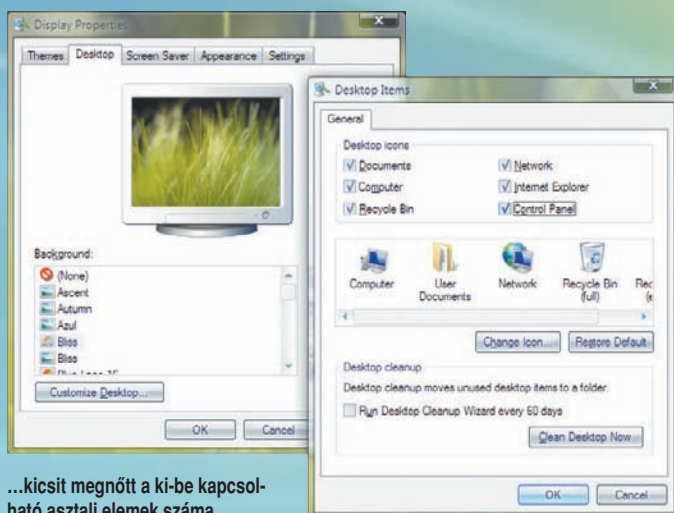 Display Properties
Themes Desktop Screen Saver Appearance Settings
Background:
(None)
Ascent
Autumn
Azul
Bliss
Bliss
Customize Desktop...
OK Cancel
Desktop Items
General
Desktop icons
Documents Network
Computer Internet Explorer
Recycle Bin Control Panel
Computer User Network Recycle Bin Rec
Documents (full) (e
Change Icon... Restore Default
Desktop cleanup
Desktop cleanup moves unused desktop items to a folder.
Run Desktop Cleanup Wizard every 60 days
Clean Desktop Now
OK Cancel
…kicsit megnőtt a ki-be kapcsol-
ható asztali elemek száma